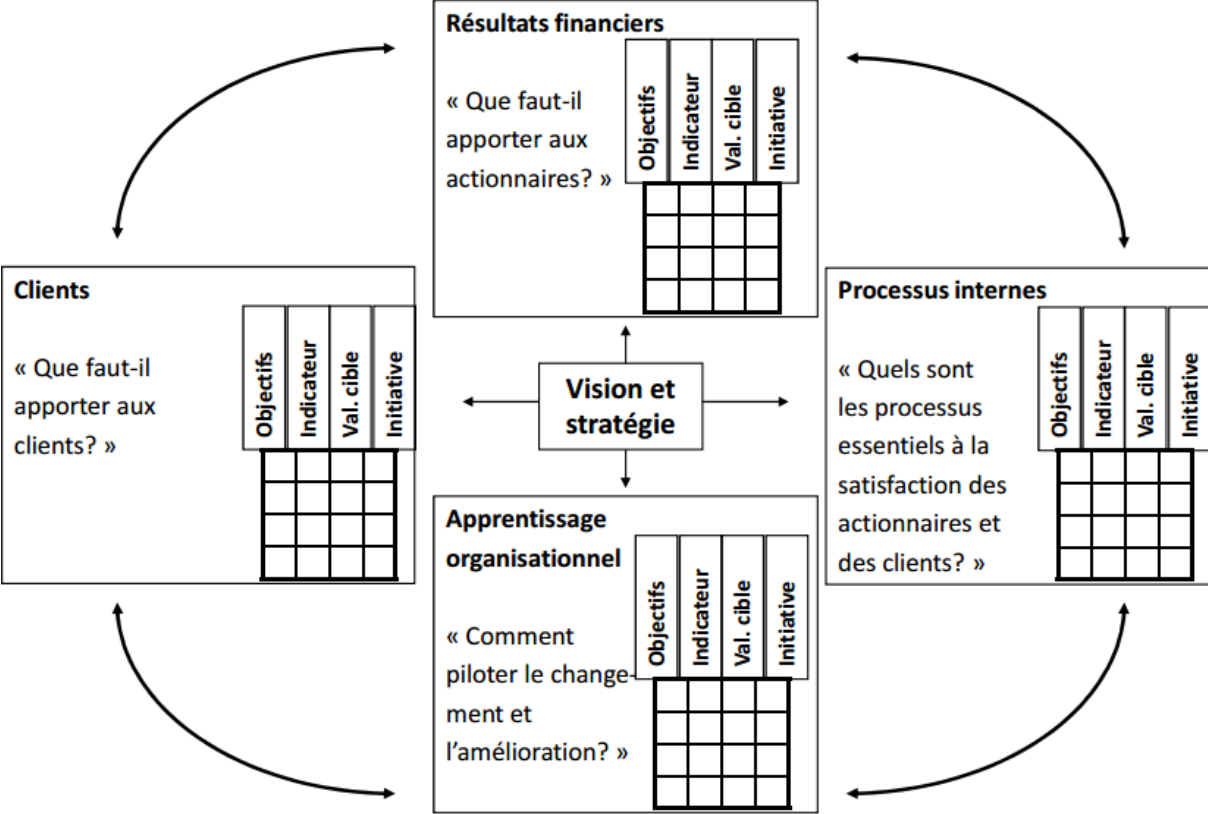 Résultats financiers
« Que faut-il
apporter aux
actionnaires? »
Objectifs
Indicateur
Val. cible
Initiative
Clients
« Que faut-il
apporter aux
clients? »
Objectifs
Indicateur
Val. cible
Initiative
Vision et
stratégie
Processus internes
« Quels sont
les processus
essentiels à la
satisfaction des
actionnaires et
des clients? »
Objectifs
Indicateur
Val. cible
Initiative
Apprentissage
organisationnel
« Comment
piloter le change-
ment et
l'amélioration? »
Objectifs
Indicateur
Val. cible
Initiative